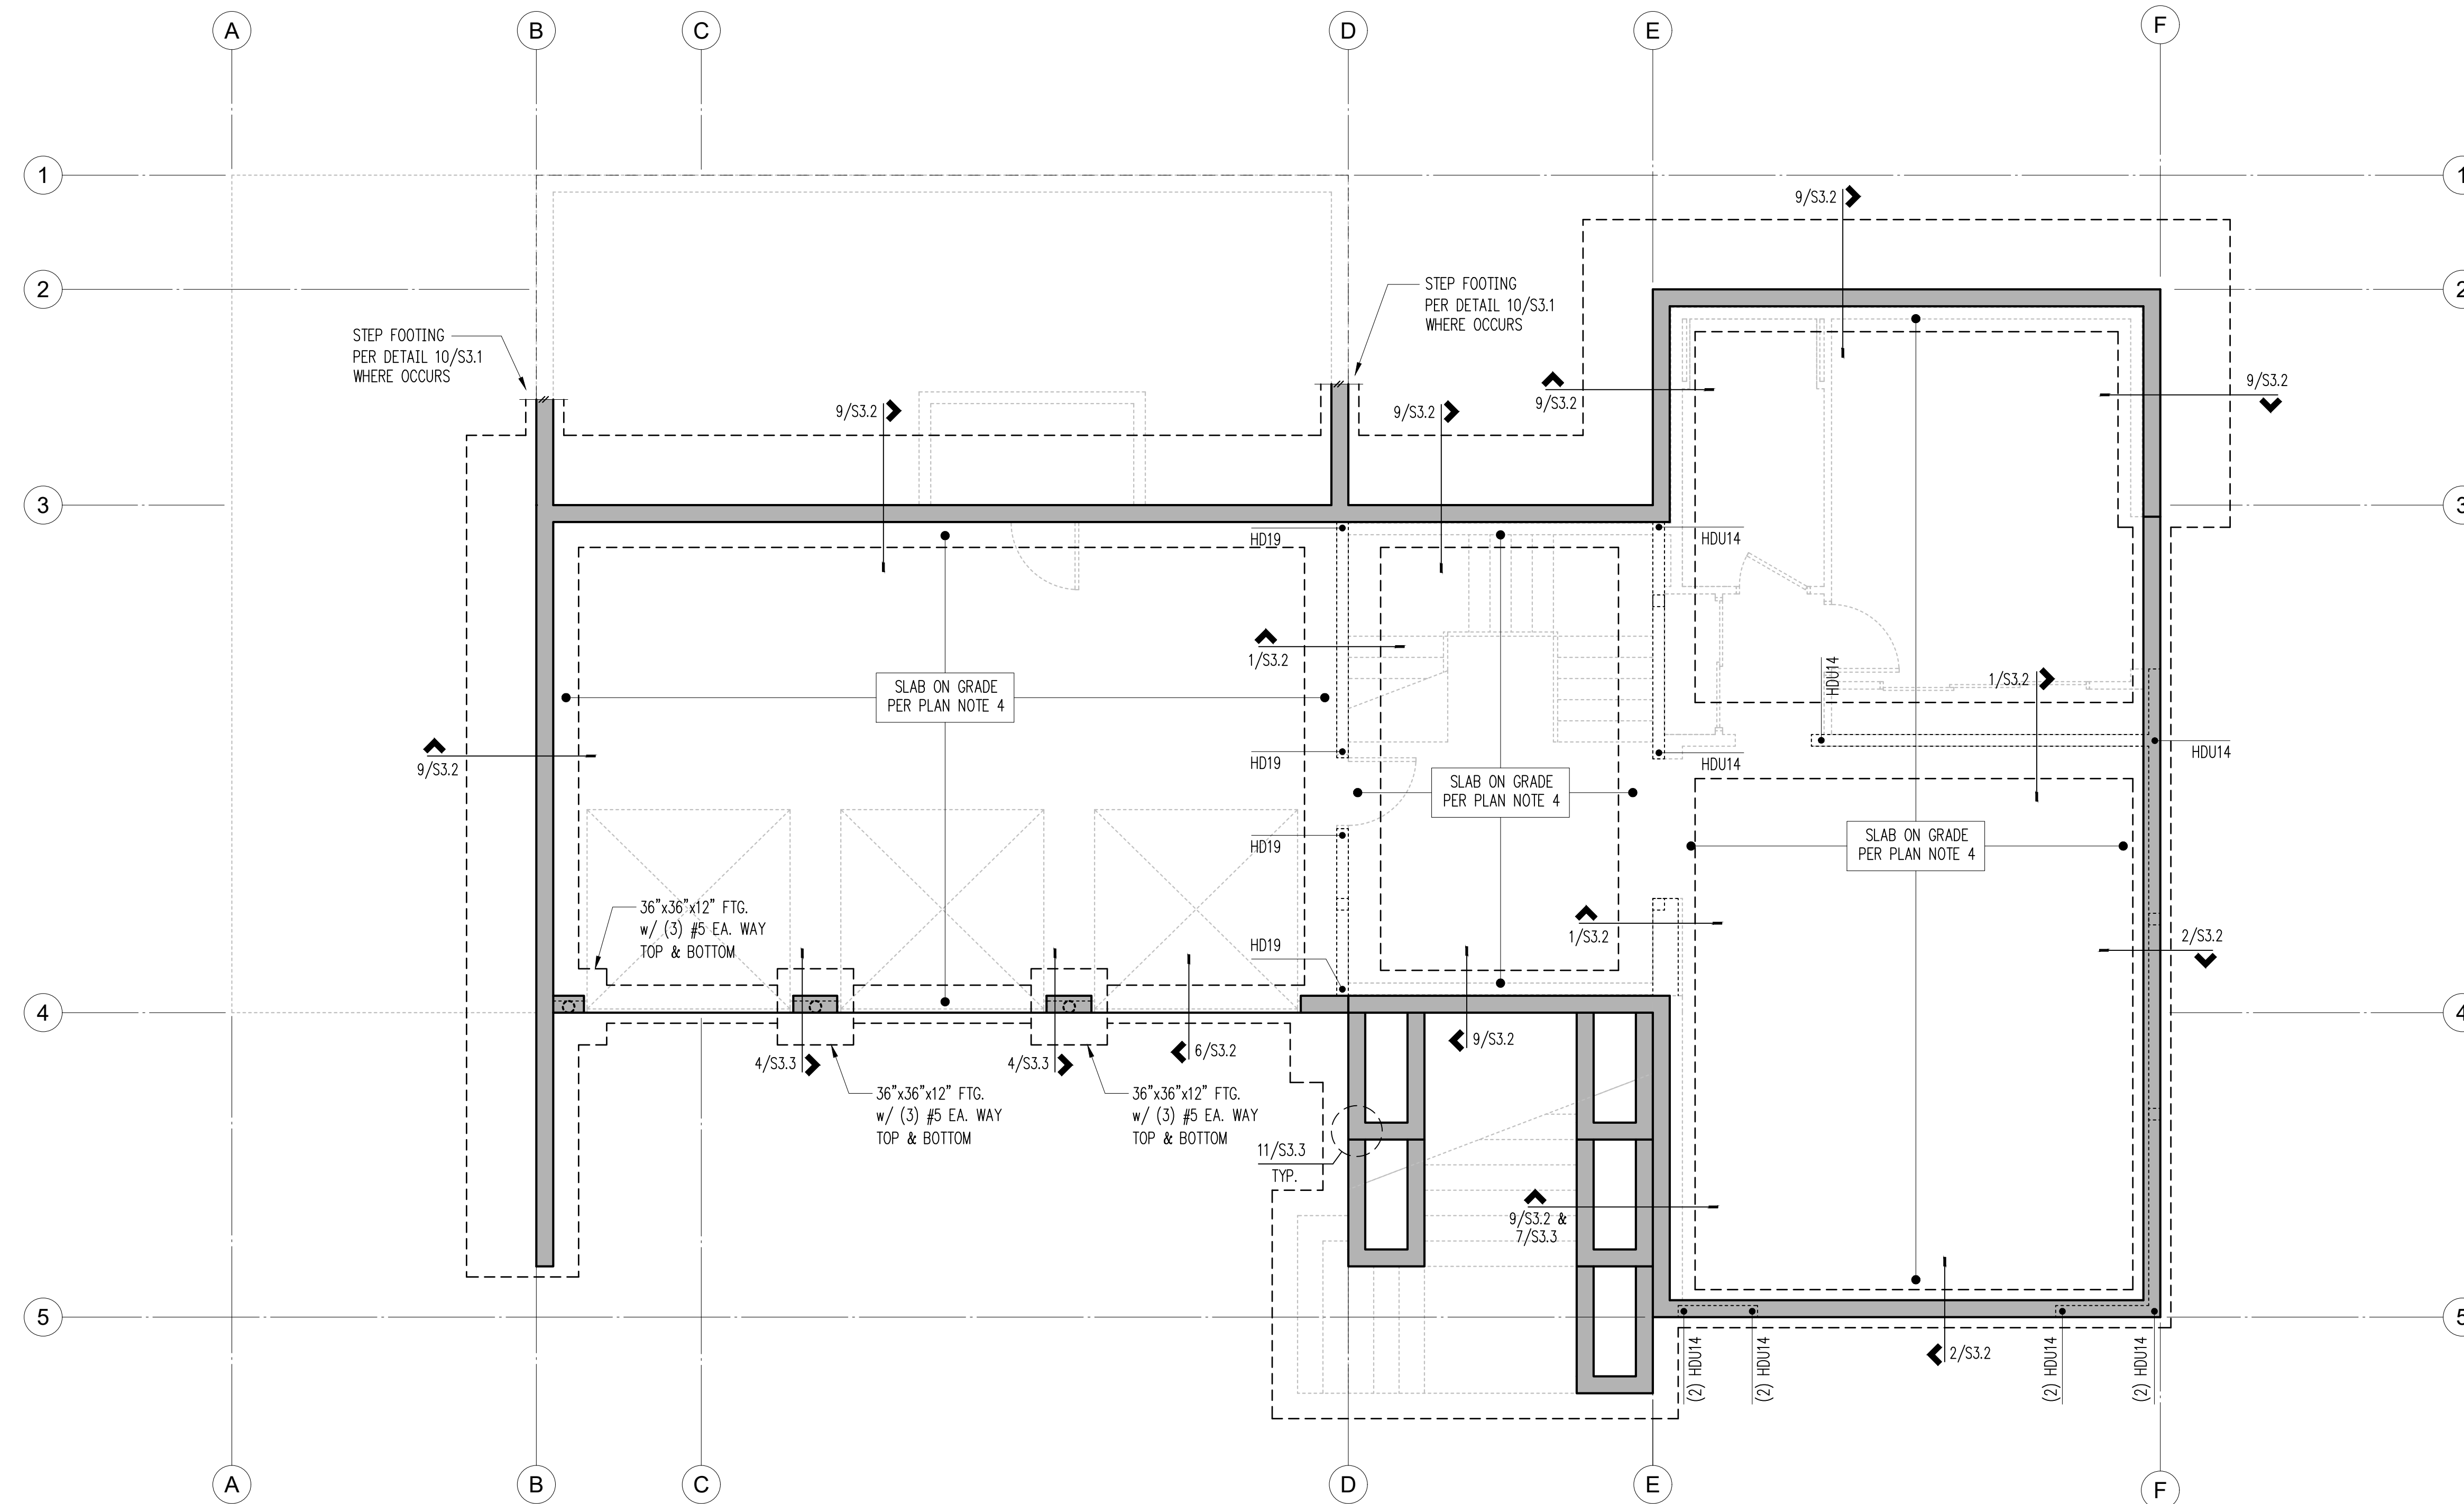 A
B
C
D
E
F
1
1
9/S3.2
2
2
STEP FOOTING
PER DETAIL 10/S3.1
WHERE OCCURS
STEP FOOTING
PER DETAIL 10/S3.1
WHERE OCCURS
9/S3.2
9/S3.2
9/S3.2
9/S3.2
3
3
HD19
HDU14
1/S3.2
SLAB ON GRADE
PER PLAN NOTE 4
HDU14
1/S3.2
9/S3.2
HD19
HDU14
HDU14
SLAB ON GRADE
PER PLAN NOTE 4
HD19
SLAB ON GRADE
PER PLAN NOTE 4
36"x36"x12" FTG.
w/ (3) #5 EA. WAY
TOP & BOTTOM
HD19
1/S3.2
2/S3.2
4
4
4/S3.3
4/S3.3
6/S3.2
9/S3.2
36"x36"x12" FTG.
w/ (3) #5 EA. WAY
TOP & BOTTOM
36"x36"x12" FTG.
w/ (3) #5 EA. WAY
TOP & BOTTOM
11/S3.3
TYP.
9/S3.2 &
7/S3.3
5
5
2/S3.2
(2) HDU14
(2) HDU14
(2) HDU14
(2) HDU14
A
B
C
D
E
F